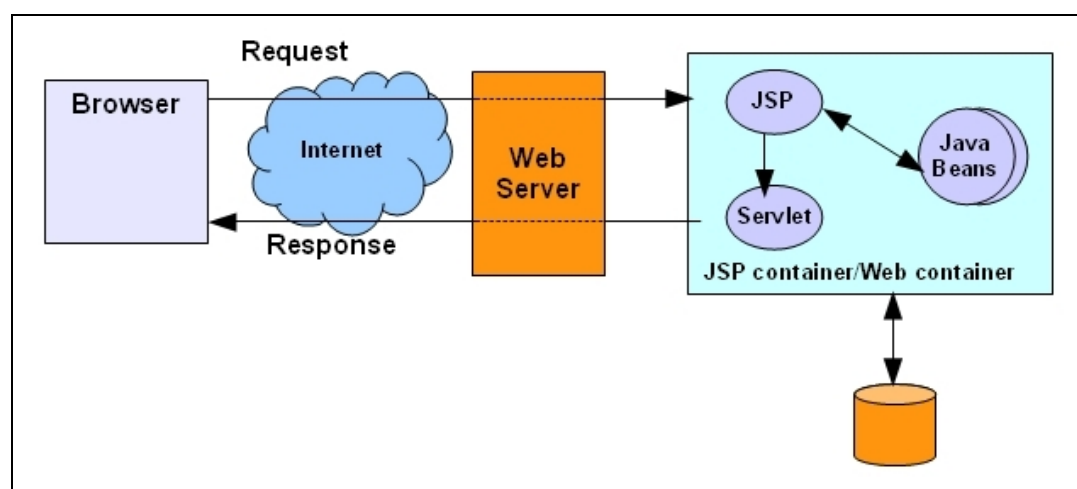 Request
Browser
Internet
Web
Server
Response
JSP
Java
Beans
Servlet
JSP container/Web container